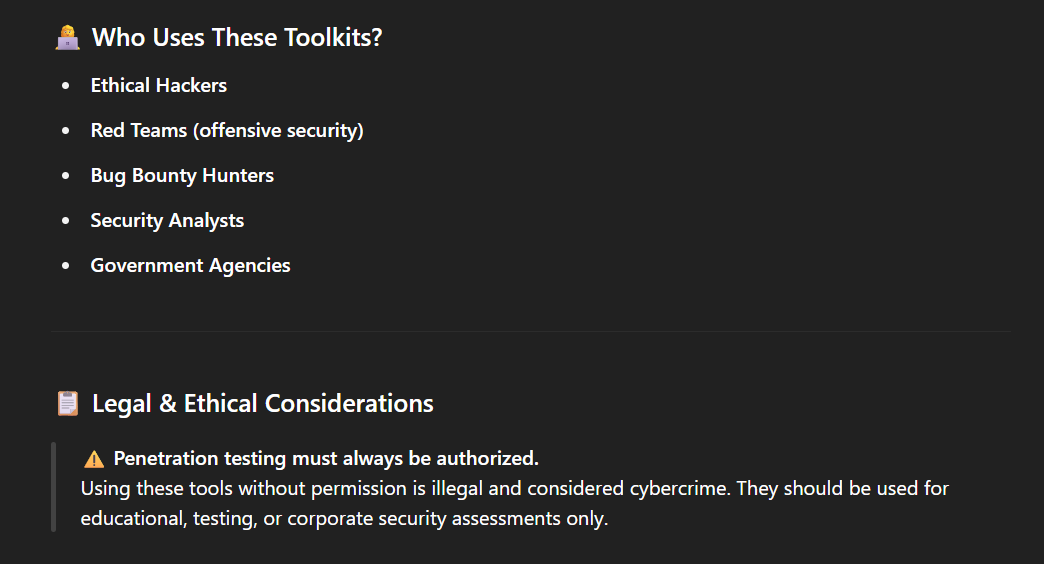 🧑‍💻 Who Uses These Toolkits?
• Ethical Hackers
• Red Teams (offensive security)
• Bug Bounty Hunters
• Security Analysts
• Government Agencies
📋 Legal & Ethical Considerations
⚠️ Penetration testing must always be authorized.
Using these tools without permission is illegal and considered cybercrime. They should be used for
educational, testing, or corporate security assessments only.